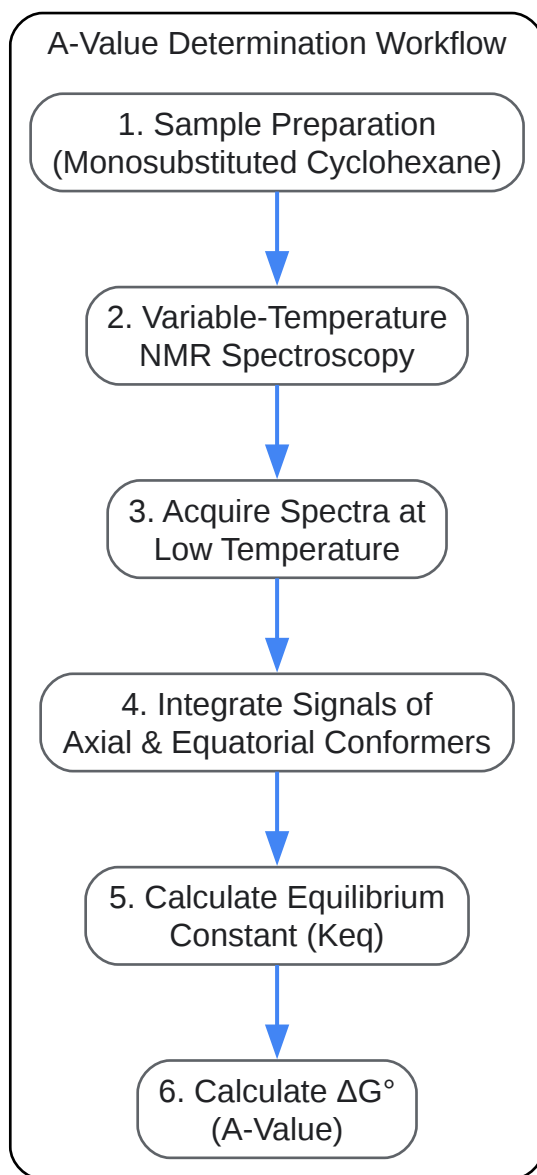 A-Value Determination Workflow
1. Sample Preparation
(Monosubstituted Cyclohexane)
2. Variable-Temperature
NMR Spectroscopy
3. Acquire Spectra at
Low Temperature
4. Integrate Signals of
Axial & Equatorial Conformers
5. Calculate Equilibrium
Constant (Keq)
6. Calculate ΔG°
(A-Value)